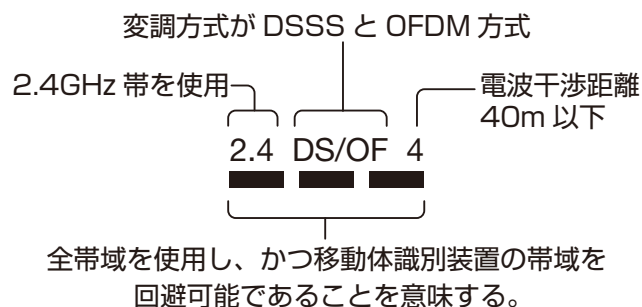 変調方式が DSSS と OFDM 方式
2.4GHz 帯を使用
電波干渉距離
40m 以下
2.4 DS/OF 4
全帯域を使用し、かつ移動体識別装置の帯域を
回避可能であることを意味する。